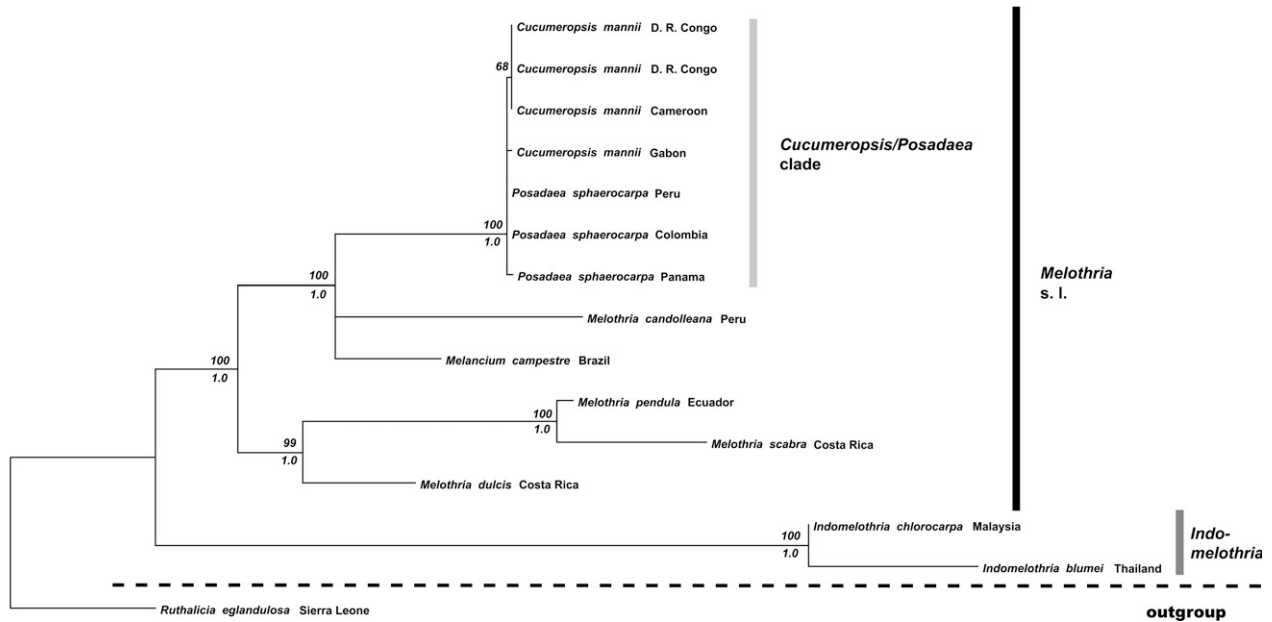 Cucumeropsis mannii D. R. Congo
68
Cucumeropsis mannii D. R. Congo
Cucumeropsis mannii Cameroon
Cucumeropsis/Posadaea
clade
Cucumeropsis mannii Gabon
Posadaea sphaerocarpa Peru
100
1.0
Posadaea sphaerocarpa Colombia
Posadaea sphaerocarpa Panama
Melothria
s. l.
100
1.0
Melothria candolleana Peru
Melancium campestre Brazil
100
1.0
Melothria pendula Ecuador
100
1.0
Melothria scabra Costa Rica
99
1.0
Melothria dulcis Costa Rica
Indomelothria chlorocarpa Malaysia
100
1.0
Indo-
melothria
Indomelothria blumei Thailand
Ruthalicia eglandulosa Sierra Leone
outgroup